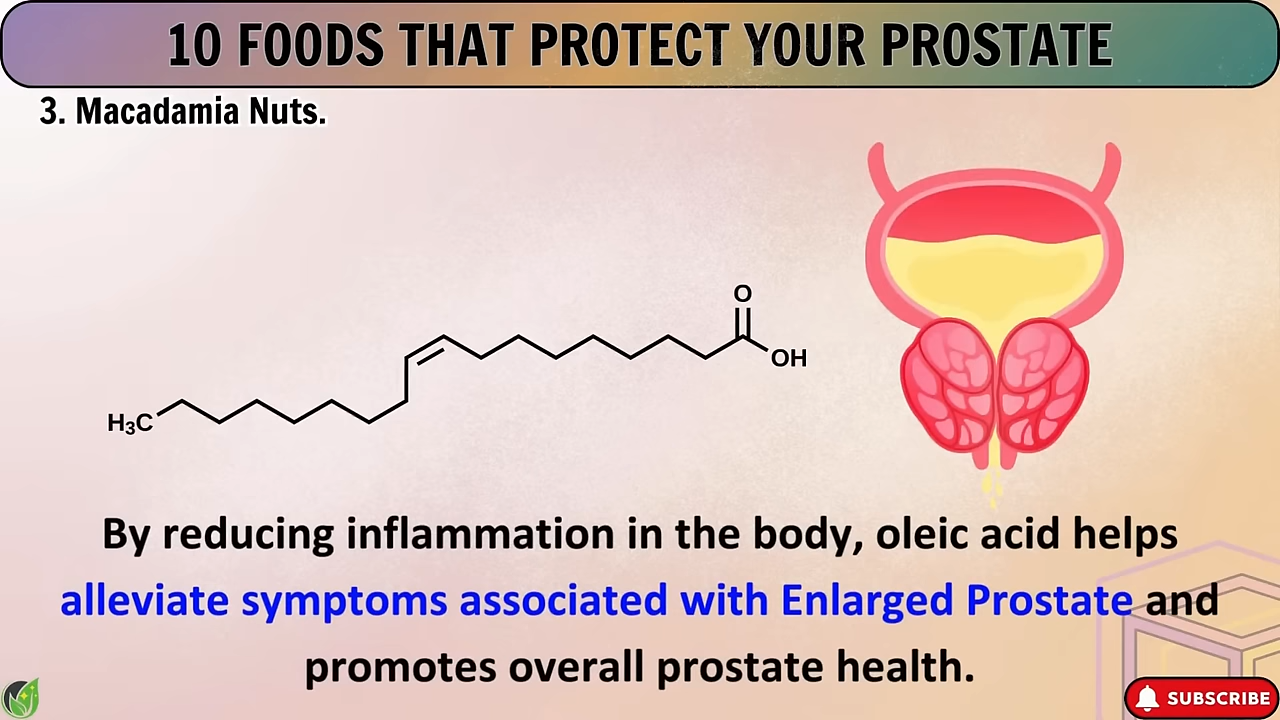 10 FOODS THAT PROTECT YOUR PROSTATE
3. Macadamia Nuts.
O
OH
H₃C
By reducing inflammation in the body, oleic acid helps
alleviate symptoms associated with Enlarged Prostate and
promotes overall prostate health.
SUBSCRIBE